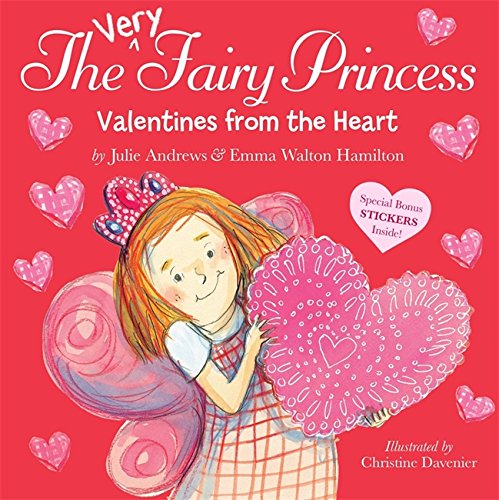 Very
The ^ Fairy Princess
Valentines from the Heart
by Julie Andrews & Emma Walton Hamilton
Special Bonus
STICKERS
Inside!
Illustrated by
Christine Davenier